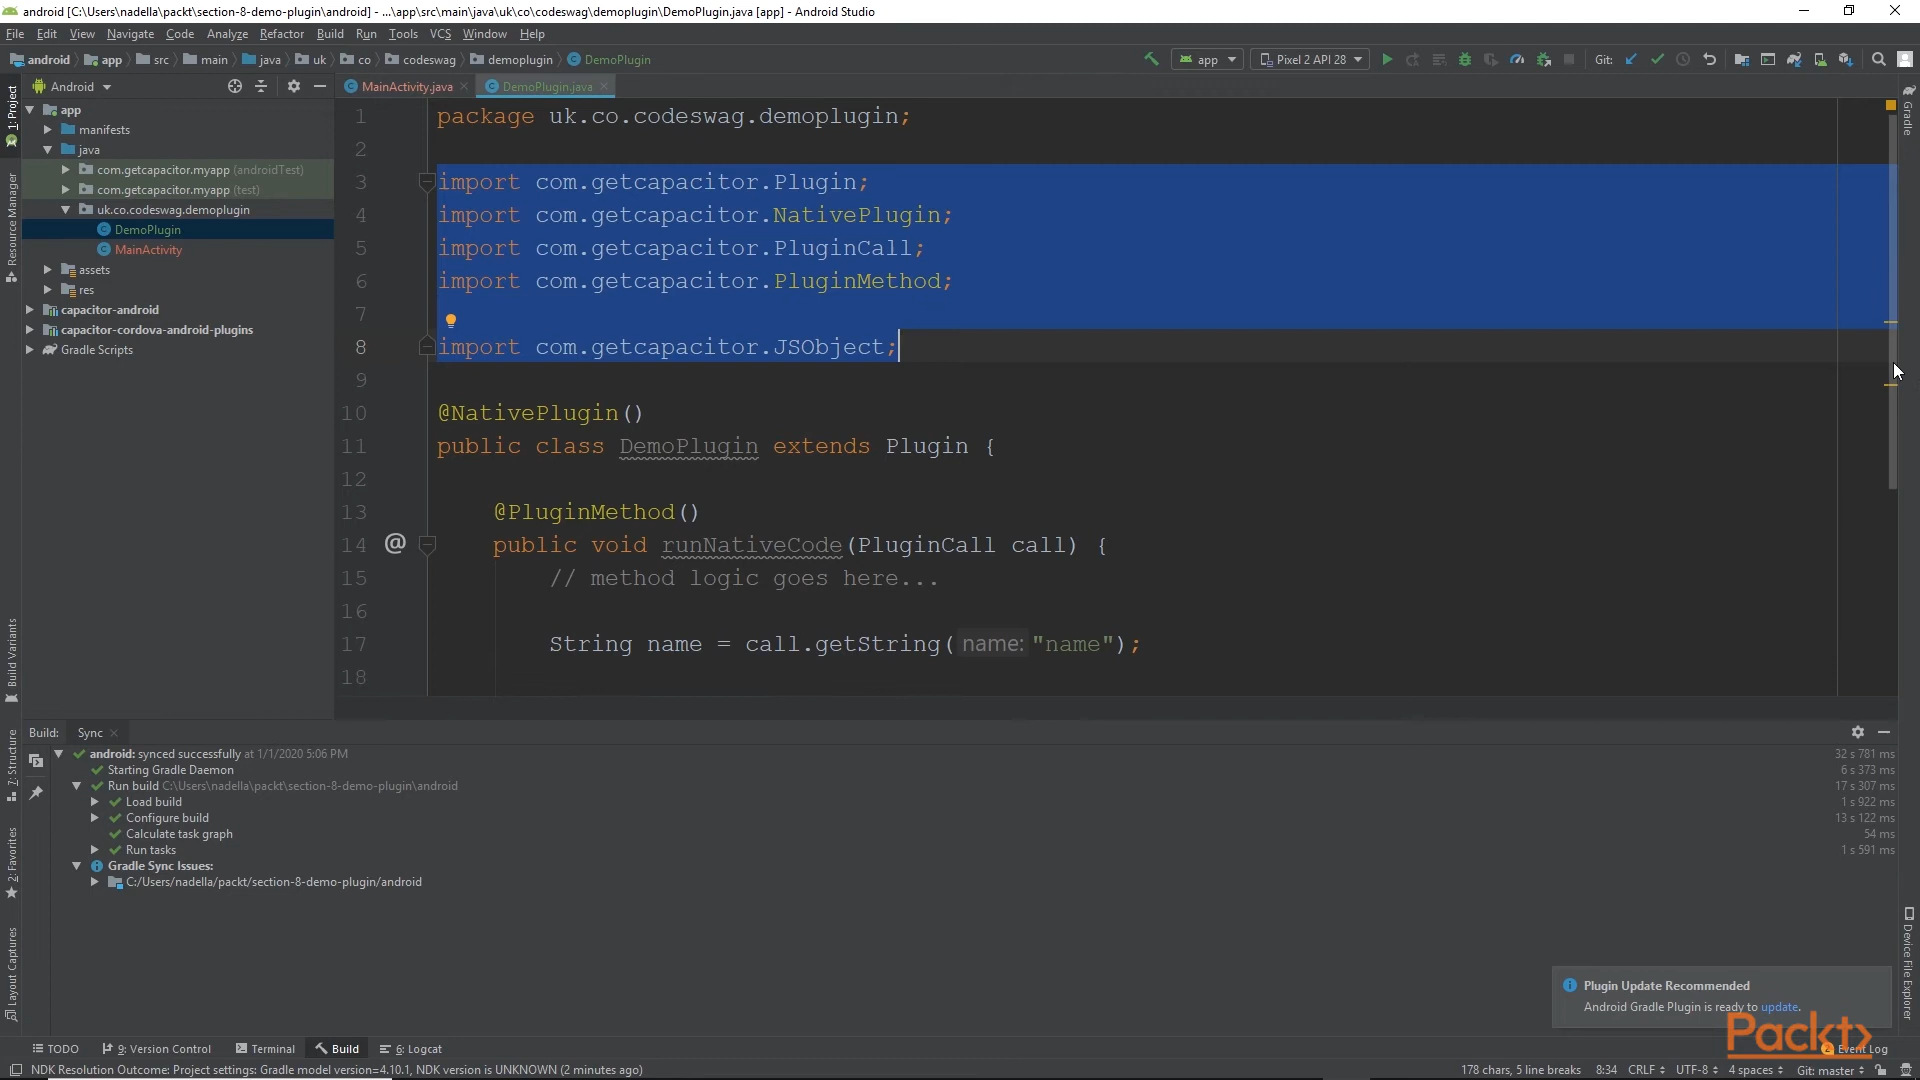 android [C:\Users\nadella\packt\section-8-demo-plugin\android] - ...\app\src\main\java\uk\co\codeswag\demoplugin\DemoPlugin.java [app] - Android Studio
File Edit View Navigate Code Analyze Refactor Build Run Tools VCS Window Help
android app src main java uk co codeswag demoplugin DemoPlugin app Pixel 2 API 28 Git:
1: Project
Android
MainActivity.java
DemoPlugin.java
Gradle
app
manifests
java
com.getcapacitor.myapp (androidTest)
com.getcapacitor.myapp (test)
uk.co.codeswag.demoplugin
DemoPlugin
MainActivity
assets
res
capacitor-android
capacitor-cordova-android-plugins
Gradle Scripts
Resource Manager
Build Variants
1 package uk.co.codeswag.demoplugin;
2
3 import com.getcapacitor.Plugin;
4 import com.getcapacitor.NativePlugin;
5 import com.getcapacitor.PluginCall;
6 import com.getcapacitor.PluginMethod;
7
8 import com.getcapacitor.JSObject;
9
10 @NativePlugin()
11 public class DemoPlugin extends Plugin {
12
13 @PluginMethod()
14 @ public void runNativeCode(PluginCall call) {
15 // method logic goes here...
16
17 String name = call.getString( name: "name");
18
Build: Sync
7: Structure
2: Favorites
Layout Captures
android: synced successfully at 1/1/2020 5:06 PM 32 s 781 ms
Starting Gradle Daemon 6 s 373 ms
Run build C:\Users\nadella\packt\section-8-demo-plugin\android 17 s 307 ms
Load build 1 s 922 ms
Configure build 13 s 122 ms
Calculate task graph 54 ms
Run tasks 1 s 591 ms
Gradle Sync Issues:
C:/Users/nadella/packt/section-8-demo-plugin/android
Device File Explorer
Plugin Update Recommended
Android Gradle Plugin is ready to update.
Packt>
TODO 9: Version Control Terminal Build 6: Logcat 2 Event Log
NDK Resolution Outcome: Project settings: Gradle model version=4.10.1, NDK version is UNKNOWN (2 minutes ago) 178 chars, 5 line breaks 8:34 CRLF UTF-8 4 spaces Git: master